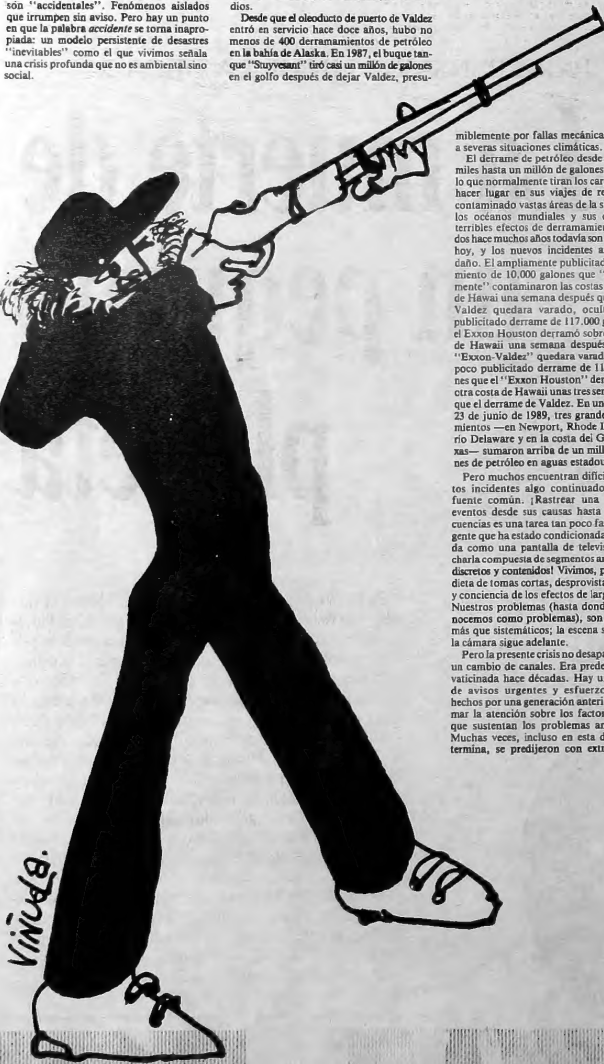 són "accidentales". Fenómenos aislados
que irrumpen sin aviso. Pero hay un punto
en que la palabra accidente se torna inapro-
piada: un modelo persistente de desastres
"inevitables" como el que vivimos señala
una crisis profunda que no es ambiental sino
social.
dios.
Desde que el oleoducto de puerto de Valdez
entró en servicio hace doce años, hubo no
menos de 400 derramamientos de petróleo
en la bahía de Alaska. En 1987, el buque tan-
que "Stuyvesant" tiró casi un millón de galones
en el golfo después de dejar Valdez, presu-
miblemente por fallas mecánica
a severas situaciones climáticas.
El derrame de petróleo desde
miles hasta un millón de galones
lo que normalmente tiran los car
hacer lugar en sus viajes de re
contaminado vastas áreas de la s
los océanos mundiales y sus
terribles efectos de derramamien
dos hace muchos años todavía son
hoy, y los nuevos incidentes a
daño. El ampliamente publicitad
miento de 10.000 galones que "
mente" contaminaron las costas
de Hawai una semana después qu
Valdez quedara varado, ocul
publicitado derrame de 117.000
el Exxon Houston derramó sobre
de Hawaii una semana después
"Exxon-Valdez" quedara varad
poco publicitado derrame de 11
nes que el "Exxon Houston" der
otra costa de Hawaii unas tres ser
que el derrame de Valdez. En un
23 de junio de 1989, tres grande
mientos —en Newport, Rhode I
río Delaware y en la costa del G
xas— sumaron arriba de un mill
nes de petróleo en aguas estadou
Pero muchos encuentran difíci
tos incidentes algo continuado
fuente común. ¡Rastrear una
eventos desde sus causas hasta
cuencias es una tarea tan poco fa
gente que ha estado condicionada
da como una pantalla de televis
charla compuesta de segmentos a
discretos y contenidos! Vivimos, p
dieta de tomas cortas, desprovista
y conciencia de los efectos de larg
Nuestros problemas (hasta dond
nocemos como problemas), son
más que sistemáticos; la escena s
la cámara sigue adelante.
Pero la presente crisis no desapa
un cambio de canales. Era prede
vaticinada hace décadas. Hay u
de avisos urgentes y esfuerzo
hechos por una generación anteri
mar la atención sobre los factor
que sustentan los problemas am
Muchas veces, incluso en esta d
termina, se predijeron con extr
VIÑUELA.